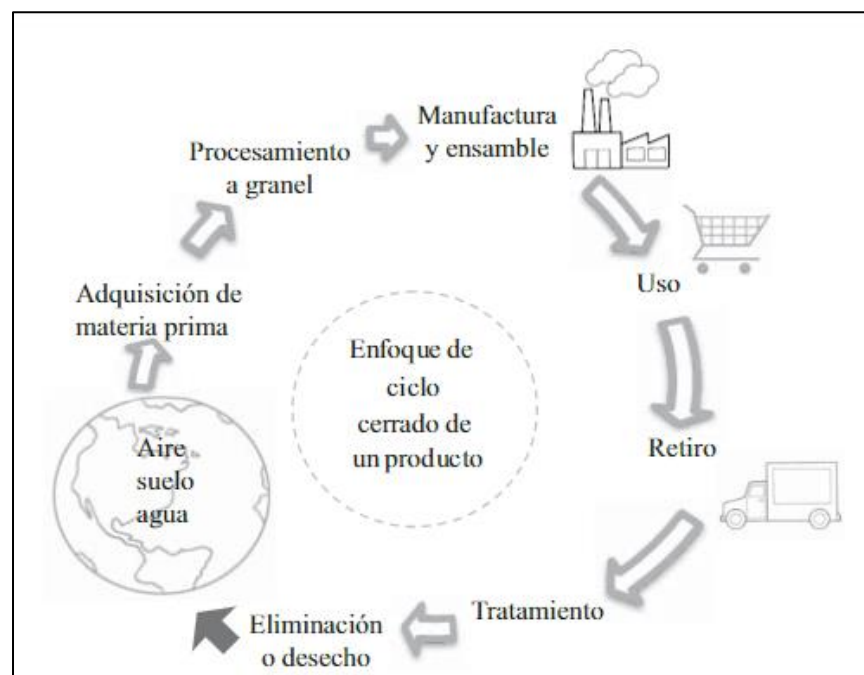 Manufactura
y ensamble
Procesamiento
a granel
Uso
Adquisición de
materia prima
Enfoque de
ciclo
cerrado de
un producto
Retiro
Aire
suelo
agua
Tratamiento
Eliminación
o desecho